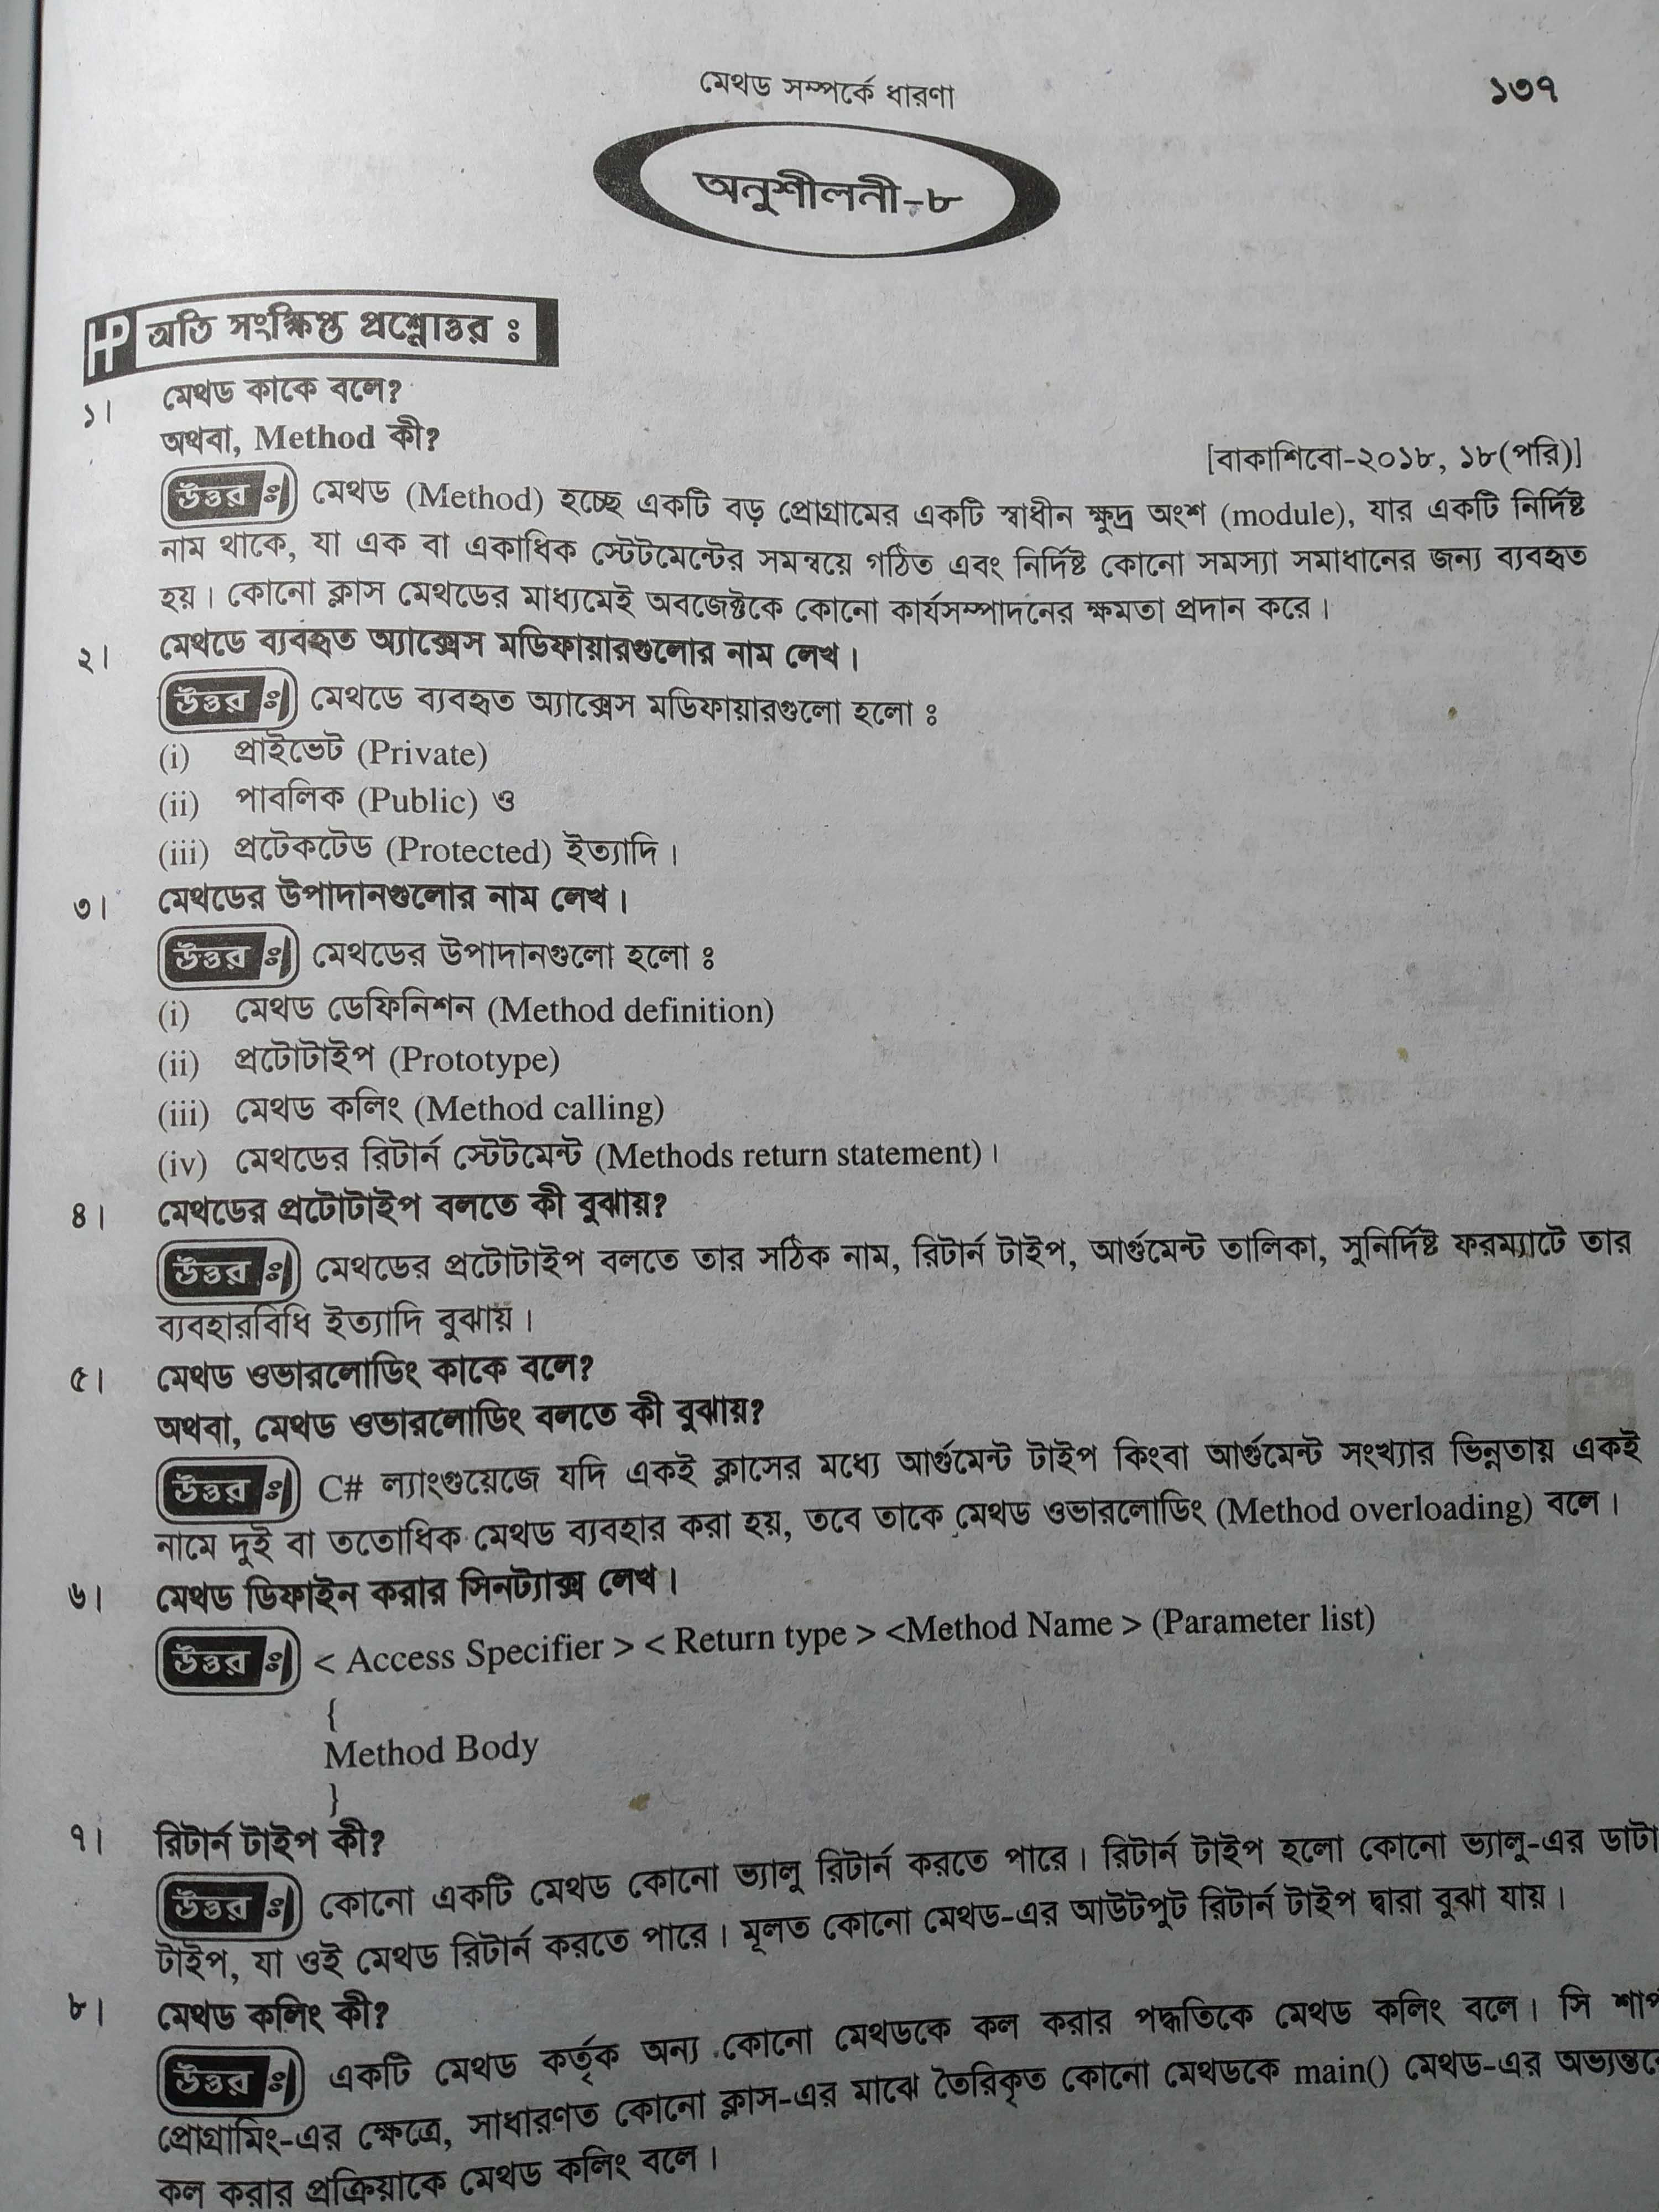 মেথড সম্পর্কে ধারণা
১৩৭
অনুশীলনী-৮
HP অতি সংক্ষিপ্ত প্রশ্নোত্তর ঃ
১। মেথড কাকে বলে?
অথবা, Method কী?
[বাকাশিবো-২০১৮, ১৮(পরি)]
উত্তর ঃ মেথড (Method) হচ্ছে একটি বড় প্রোগ্রামের একটি স্বাধীন ক্ষুদ্র অংশ (module), যার একটি নির্দিষ্ট
নাম থাকে, যা এক বা একাধিক স্টেটমেন্টের সমন্বয়ে গঠিত এবং নির্দিষ্ট কোনো সমস্যা সমাধানের জন্য ব্যবহৃত
হয়। কোনো ক্লাস মেথডের মাধ্যমেই অবজেক্টকে কোনো কার্যসম্পাদনের ক্ষমতা প্রদান করে।
২। মেথডে ব্যবহৃত অ্যাক্সেস মডিফায়ারগুলোর নাম লেখ।
উত্তর ঃ মেথডে ব্যবহৃত অ্যাক্সেস মডিফায়ারগুলো হলো ঃ
(i) প্রাইভেট (Private)
(ii) পাবলিক (Public) ও
(iii) প্রটেকটেড (Protected) ইত্যাদি।
৩। মেথডের উপাদানগুলোর নাম লেখ।
উত্তর ঃ মেথডের উপাদানগুলো হলো ঃ
(i) মেথড ডেফিনিশন (Method definition)
(ii) প্রটোটাইপ (Prototype)
(iii) মেথড কলিং (Method calling)
(iv) মেথডের রিটার্ন স্টেটমেন্ট (Methods return statement)।
৪। মেথডের প্রটোটাইপ বলতে কী বুঝায়?
উত্তর ঃ মেথডের প্রটোটাইপ বলতে তার সঠিক নাম, রিটার্ন টাইপ, আর্গুমেন্ট তালিকা, সুনির্দিষ্ট ফরম্যাটে তার
ব্যবহারবিধি ইত্যাদি বুঝায়।
৫। মেথড ওভারলোডিং কাকে বলে?
অথবা, মেথড ওভারলোডিং বলতে কী বুঝায়?
উত্তর ঃ C# ল্যাংগুয়েজে যদি একই ক্লাসের মধ্যে আর্গুমেন্ট টাইপ কিংবা আর্গুমেন্ট সংখ্যার ভিন্নতায় একই
নামে দুই বা ততোধিক মেথড ব্যবহার করা হয়, তবে তাকে মেথড ওভারলোডিং (Method overloading) বলে।
৬। মেথড ডিফাইন করার সিনট্যাক্স লেখ।
উত্তর ঃ < Access Specifier > < Return type > <Method Name > (Parameter list)
{
Method Body
}
৭। রিটার্ন টাইপ কী?
উত্তর ঃ কোনো একটি মেথড কোনো ভ্যালু রিটার্ন করতে পারে। রিটার্ন টাইপ হলো কোনো ভ্যালু-এর ডাটা
টাইপ, যা ওই মেথড রিটার্ন করতে পারে। মূলত কোনো মেথড-এর আউটপুট রিটার্ন টাইপ দ্বারা বুঝা যায়।
৮। মেথড কলিং কী?
উত্তর ঃ একটি মেথড কর্তৃক অন্য কোনো মেথডকে কল করার পদ্ধতিকে মেথড কলিং বলে। সি
প্রোগ্রামিং-এর ক্ষেত্রে, সাধারণত কোনো ক্লাস-এর মাঝে তৈরিকৃত কোনো মেথডকে main() মেথড-এর
কল করার প্রক্রিয়াকে মেথড কলিং বলে।